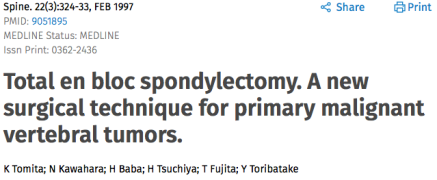 Spine. 22(3):324-33, FEB 1997
Share
Print
PMID: 9051895
MEDLINE Status: MEDLINE
Issn Print: 0362-2436
Total en bloc spondylectomy. A new
surgical technique for primary malignant
vertebral tumors.
K Tomita; N Kawahara; H Baba; H Tsuchiya; T Fujita; Y Toribatake